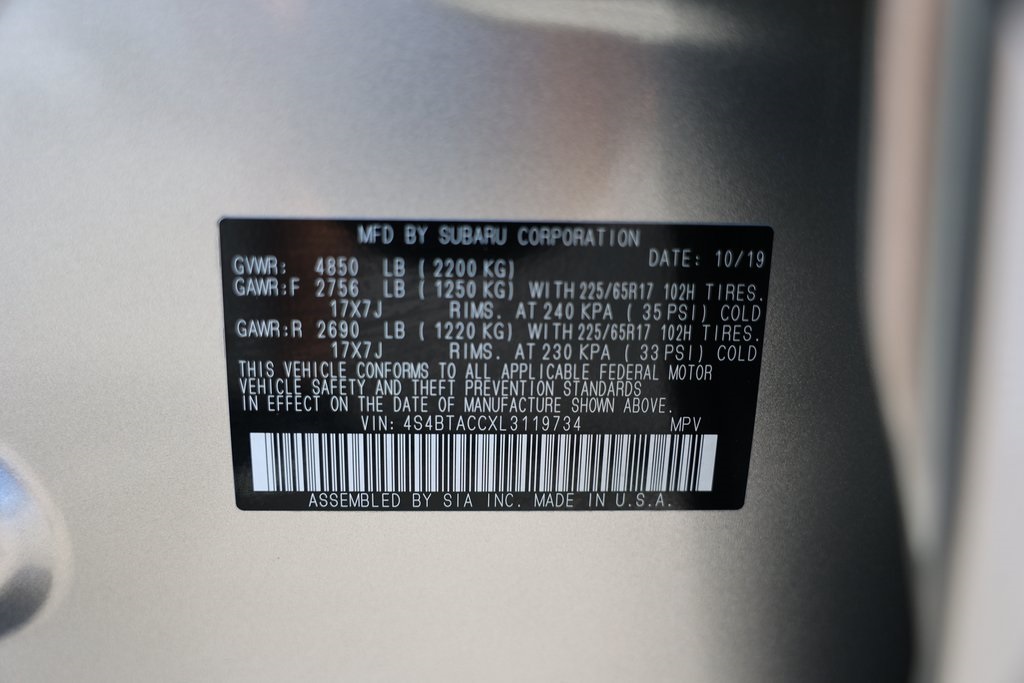 MFD BY SUBARU CORPORATION
DATE: 10/19
GVWR: 4850 LB ( 2200 KG)
GAWR:F 2756 LB ( 1250 KG) WITH 225/65R17 102H TIRES.
17X7J RIMS. AT 240 KPA ( 35 PSI) COLD
GAWR:R 2690 LB ( 1220 KG) WITH 225/65R17 102H TIRES.
17X7J RIMS. AT 230 KPA ( 33 PSI) COLD
THIS VEHICLE CONFORMS TO ALL APPLICABLE FEDERAL MOTOR
VEHICLE SAFETY AND THEFT PREVENTION STANDARDS
IN EFFECT ON THE DATE OF MANUFACTURE SHOWN ABOVE.
VIN: 4S4BTACCXL3119734 MPV
ASSEMBLED BY SIA INC. MADE IN U.S.A.